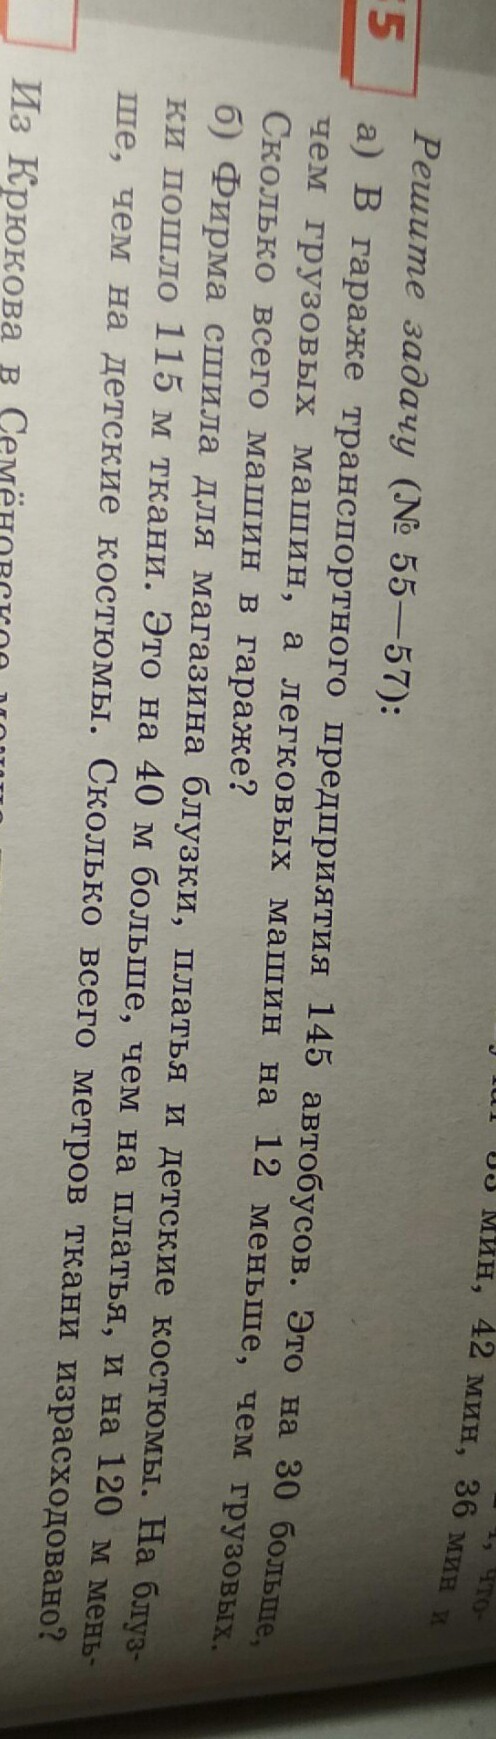 мин, 42 мин, 36 мин и
Решите задачу (№ 55—57):
55
а) В гараже транспортного предприятия 145 автобусов. Это на 30 больше,
чем грузовых машин, а легковых машин на 12 меньше, чем грузовых.
Сколько всего машин в гараже?
б) Фирма сшила для магазина блузки, платья и детские костюмы. На блуз-
ки пошло 115 м ткани. Это на 40 м больше, чем на платья, и на 120 м мень-
ше, чем на детские костюмы. Сколько всего метров ткани израсходовано?
Из Крюкова в Семёновское можно